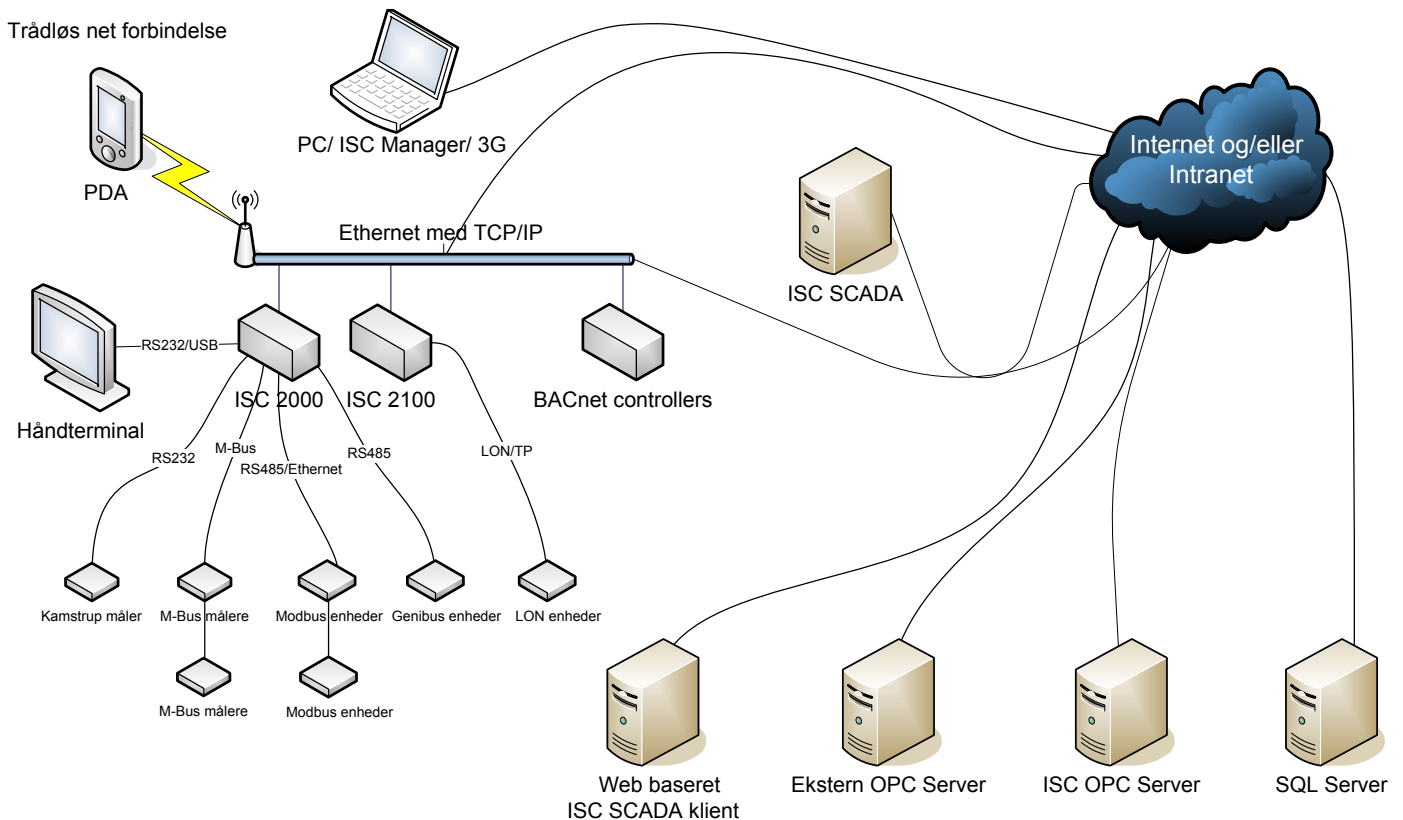 Trådløs net forbindelse
PDA
PC/ ISC Manager/ 3G
Internet og/eller
Intranet
Ethernet med TCP/IP
ISC SCADA
RS232/USB
Håndterminal
ISC 2000
ISC 2100
BACnet controllers
RS232
M-Bus
RS485/Ethernet
RS485
LON/TP
Kamstrup måler
M-Bus målere
Modbus enheder
Genibus enheder
LON enheder
M-Bus målere
Modbus enheder
Web baseret
ISC SCADA klient
Ekstern OPC Server
ISC OPC Server
SQL Server